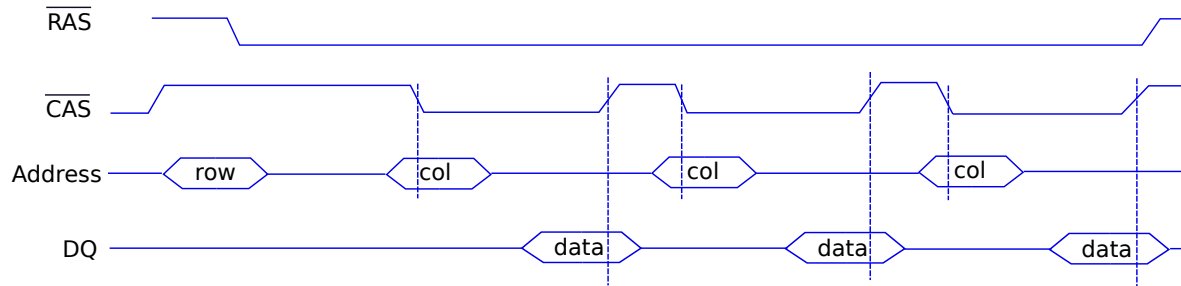 RAS
CAS
Address row col col col
DQ data data data